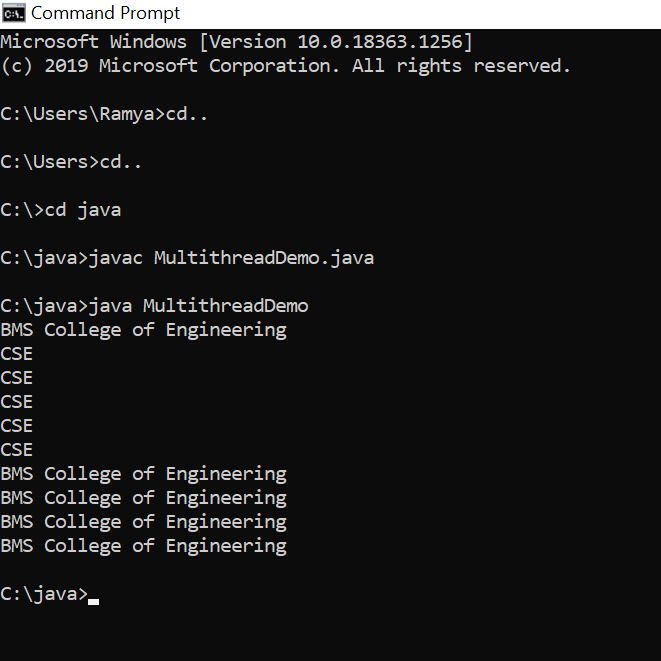 Command Prompt
Microsoft Windows [Version 10.0.18363.1256]
(c) 2019 Microsoft Corporation. All rights reserved.
C:\Users\Ramya>cd..
C:\Users>cd..
C:\>cd java
C:\java>javac MultithreadDemo.java
C:\java>java MultithreadDemo
BMS College of Engineering
CSE
CSE
CSE
CSE
CSE
BMS College of Engineering
BMS College of Engineering
BMS College of Engineering
BMS College of Engineering
C:\java>